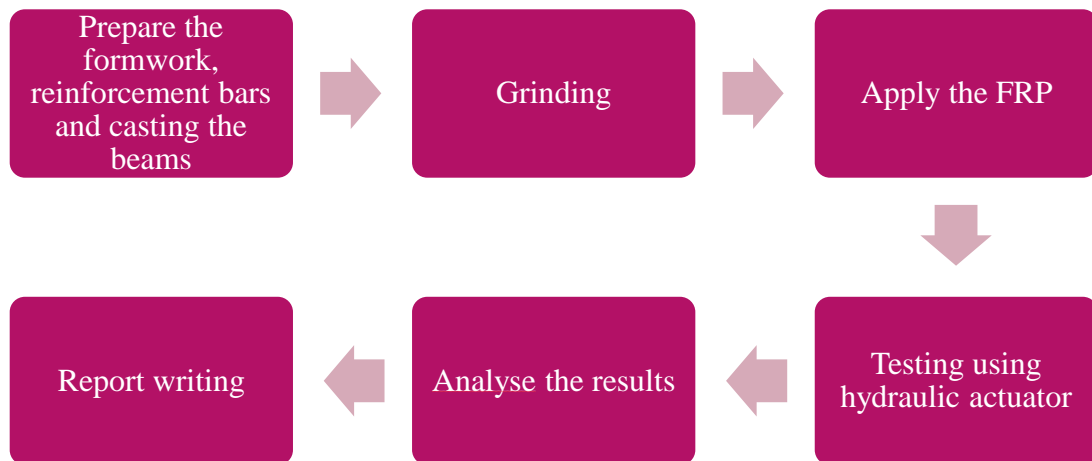 Prepare the
formwork,
reinforcement bars
and casting the
beams
Grinding
Apply the FRP
Testing using
hydraulic actuator
Analyse the results
Report writing